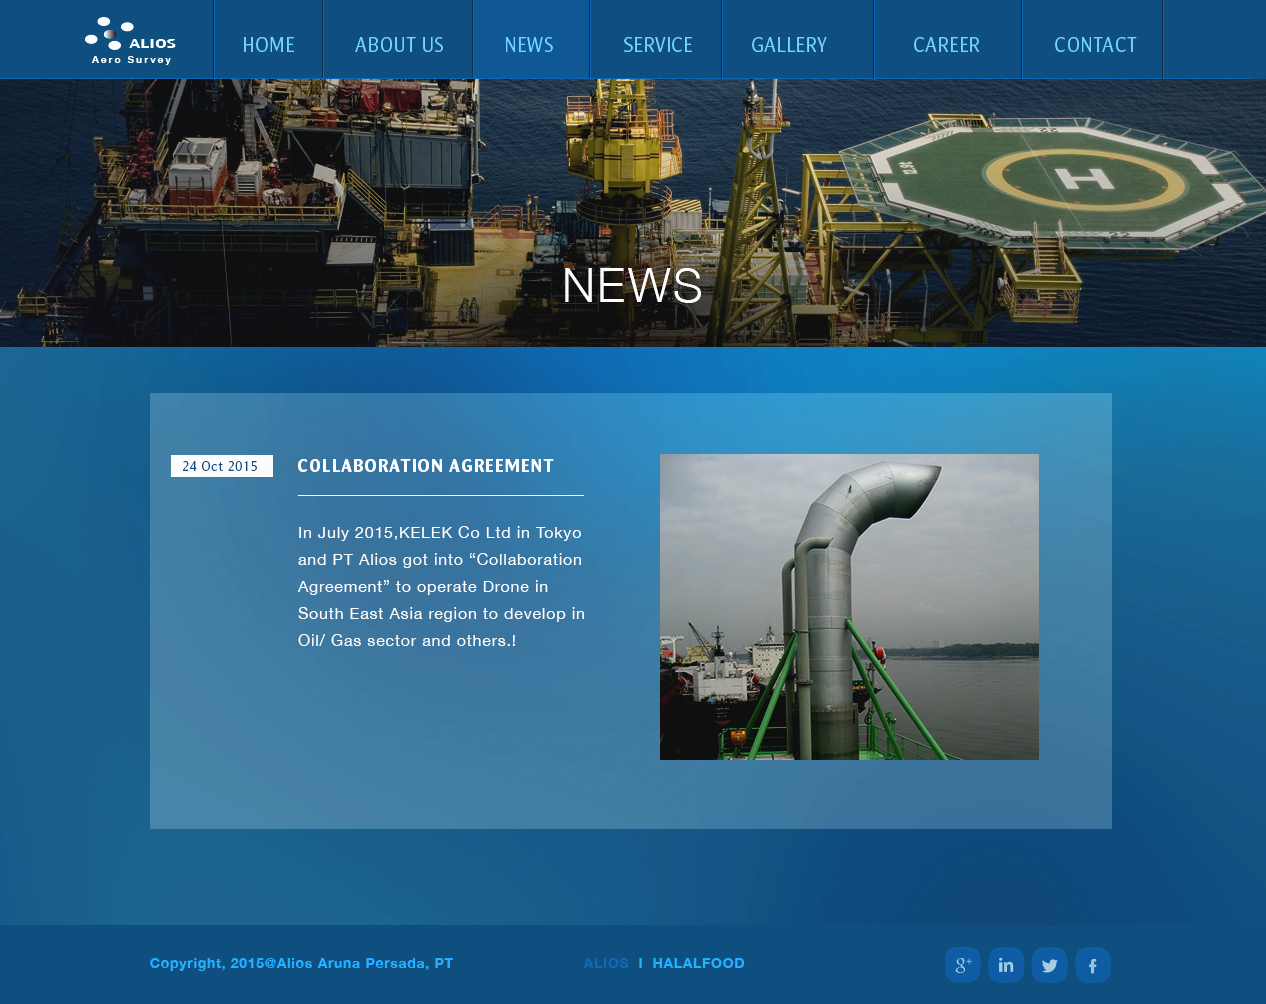 ALIOS
Aero Survey
HOME
ABOUT US
NEWS
SERVICE
GALLERY
CAREER
CONTACT
22
H
NEWS
24 Oct 2015
COLLABORATION AGREEMENT
In July 2015,KELEK Co Ltd in Tokyo
and PT Alios got into “Collaboration
Agreement” to operate Drone in
South East Asia region to develop in
Oil/ Gas sector and others.!
Copyright, 2015@Alios Aruna Persada, PT
ALIOS I HALALFOOD
g+
in
f